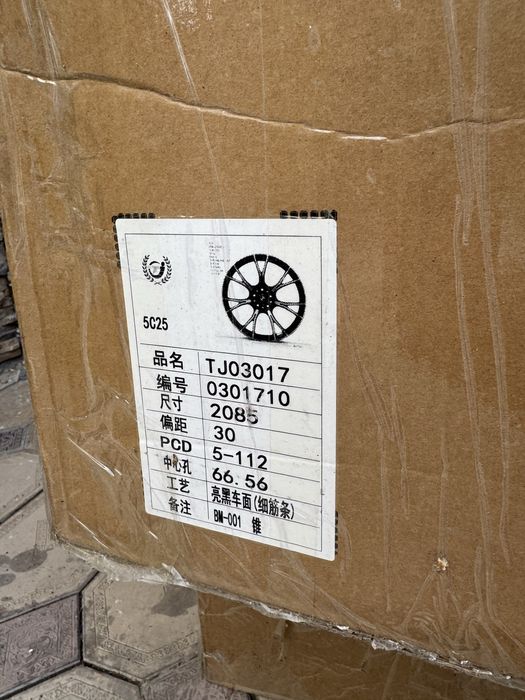 5C25
品名 TJ03017
编号 0301710
尺寸 2085
偏距 30
PCD 5-112
中心孔 66.56
工艺 亮黑车面(细筋条)
备注 BM-001 锥